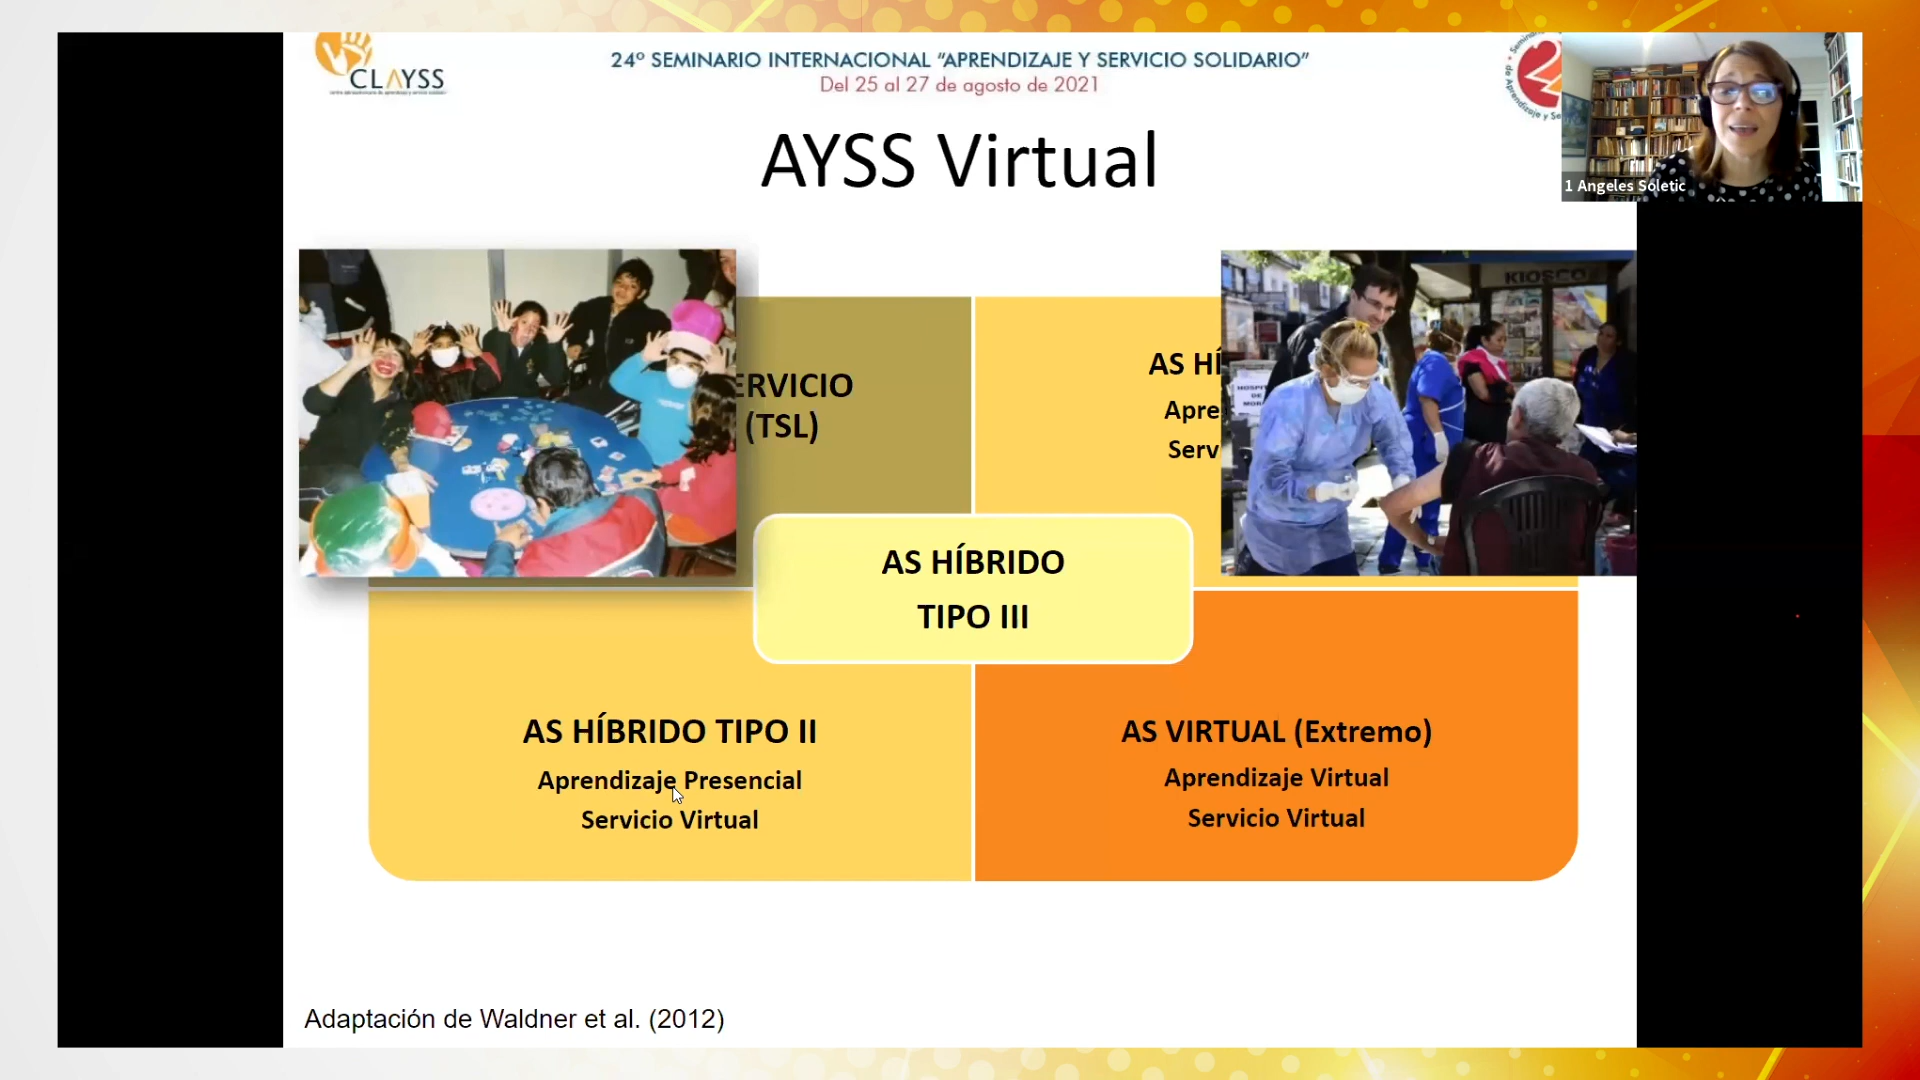 CLAYSS
24º SEMINARIO INTERNACIONAL “APRENDIZAJE Y SERVICIO SOLIDARIO”
Del 25 al 27 de agosto de 2021
1 Angeles Soletic
AYSS Virtual
KIOSCO
ERVICIO
(TSL)
AS HÍ
Apre
Serv
AS HÍBRIDO
TIPO III
AS HÍBRIDO TIPO II
Aprendizaje Presencial
Servicio Virtual
AS VIRTUAL (Extremo)
Aprendizaje Virtual
Servicio Virtual
Adaptación de Waldner et al. (2012)